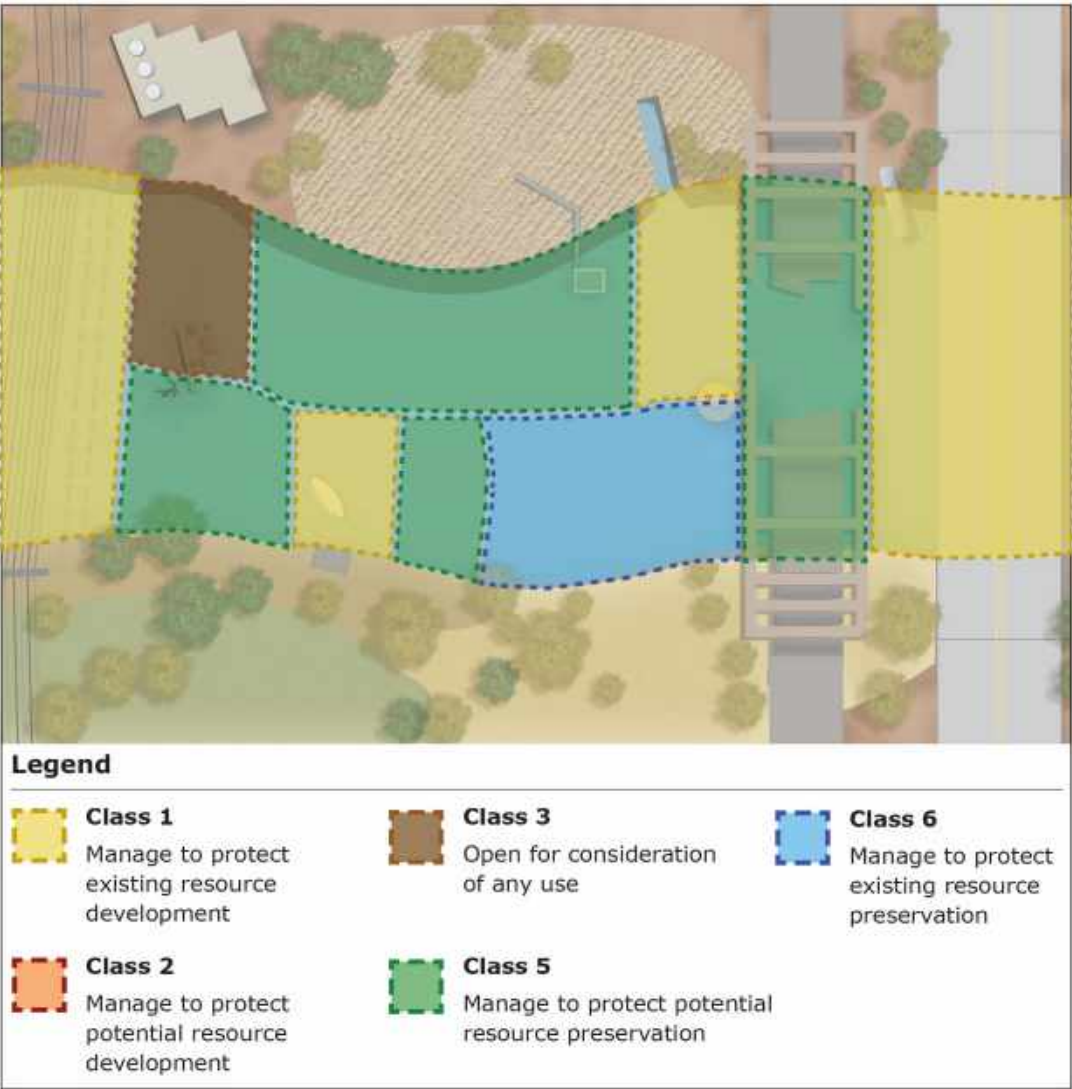 Legend
Class 1
Manage to protect
existing resource
development
Class 2
Manage to protect
potential resource
development
Class 3
Open for consideration
of any use
Class 5
Manage to protect potential
resource preservation
Class 6
Manage to protect
existing resource
preservation